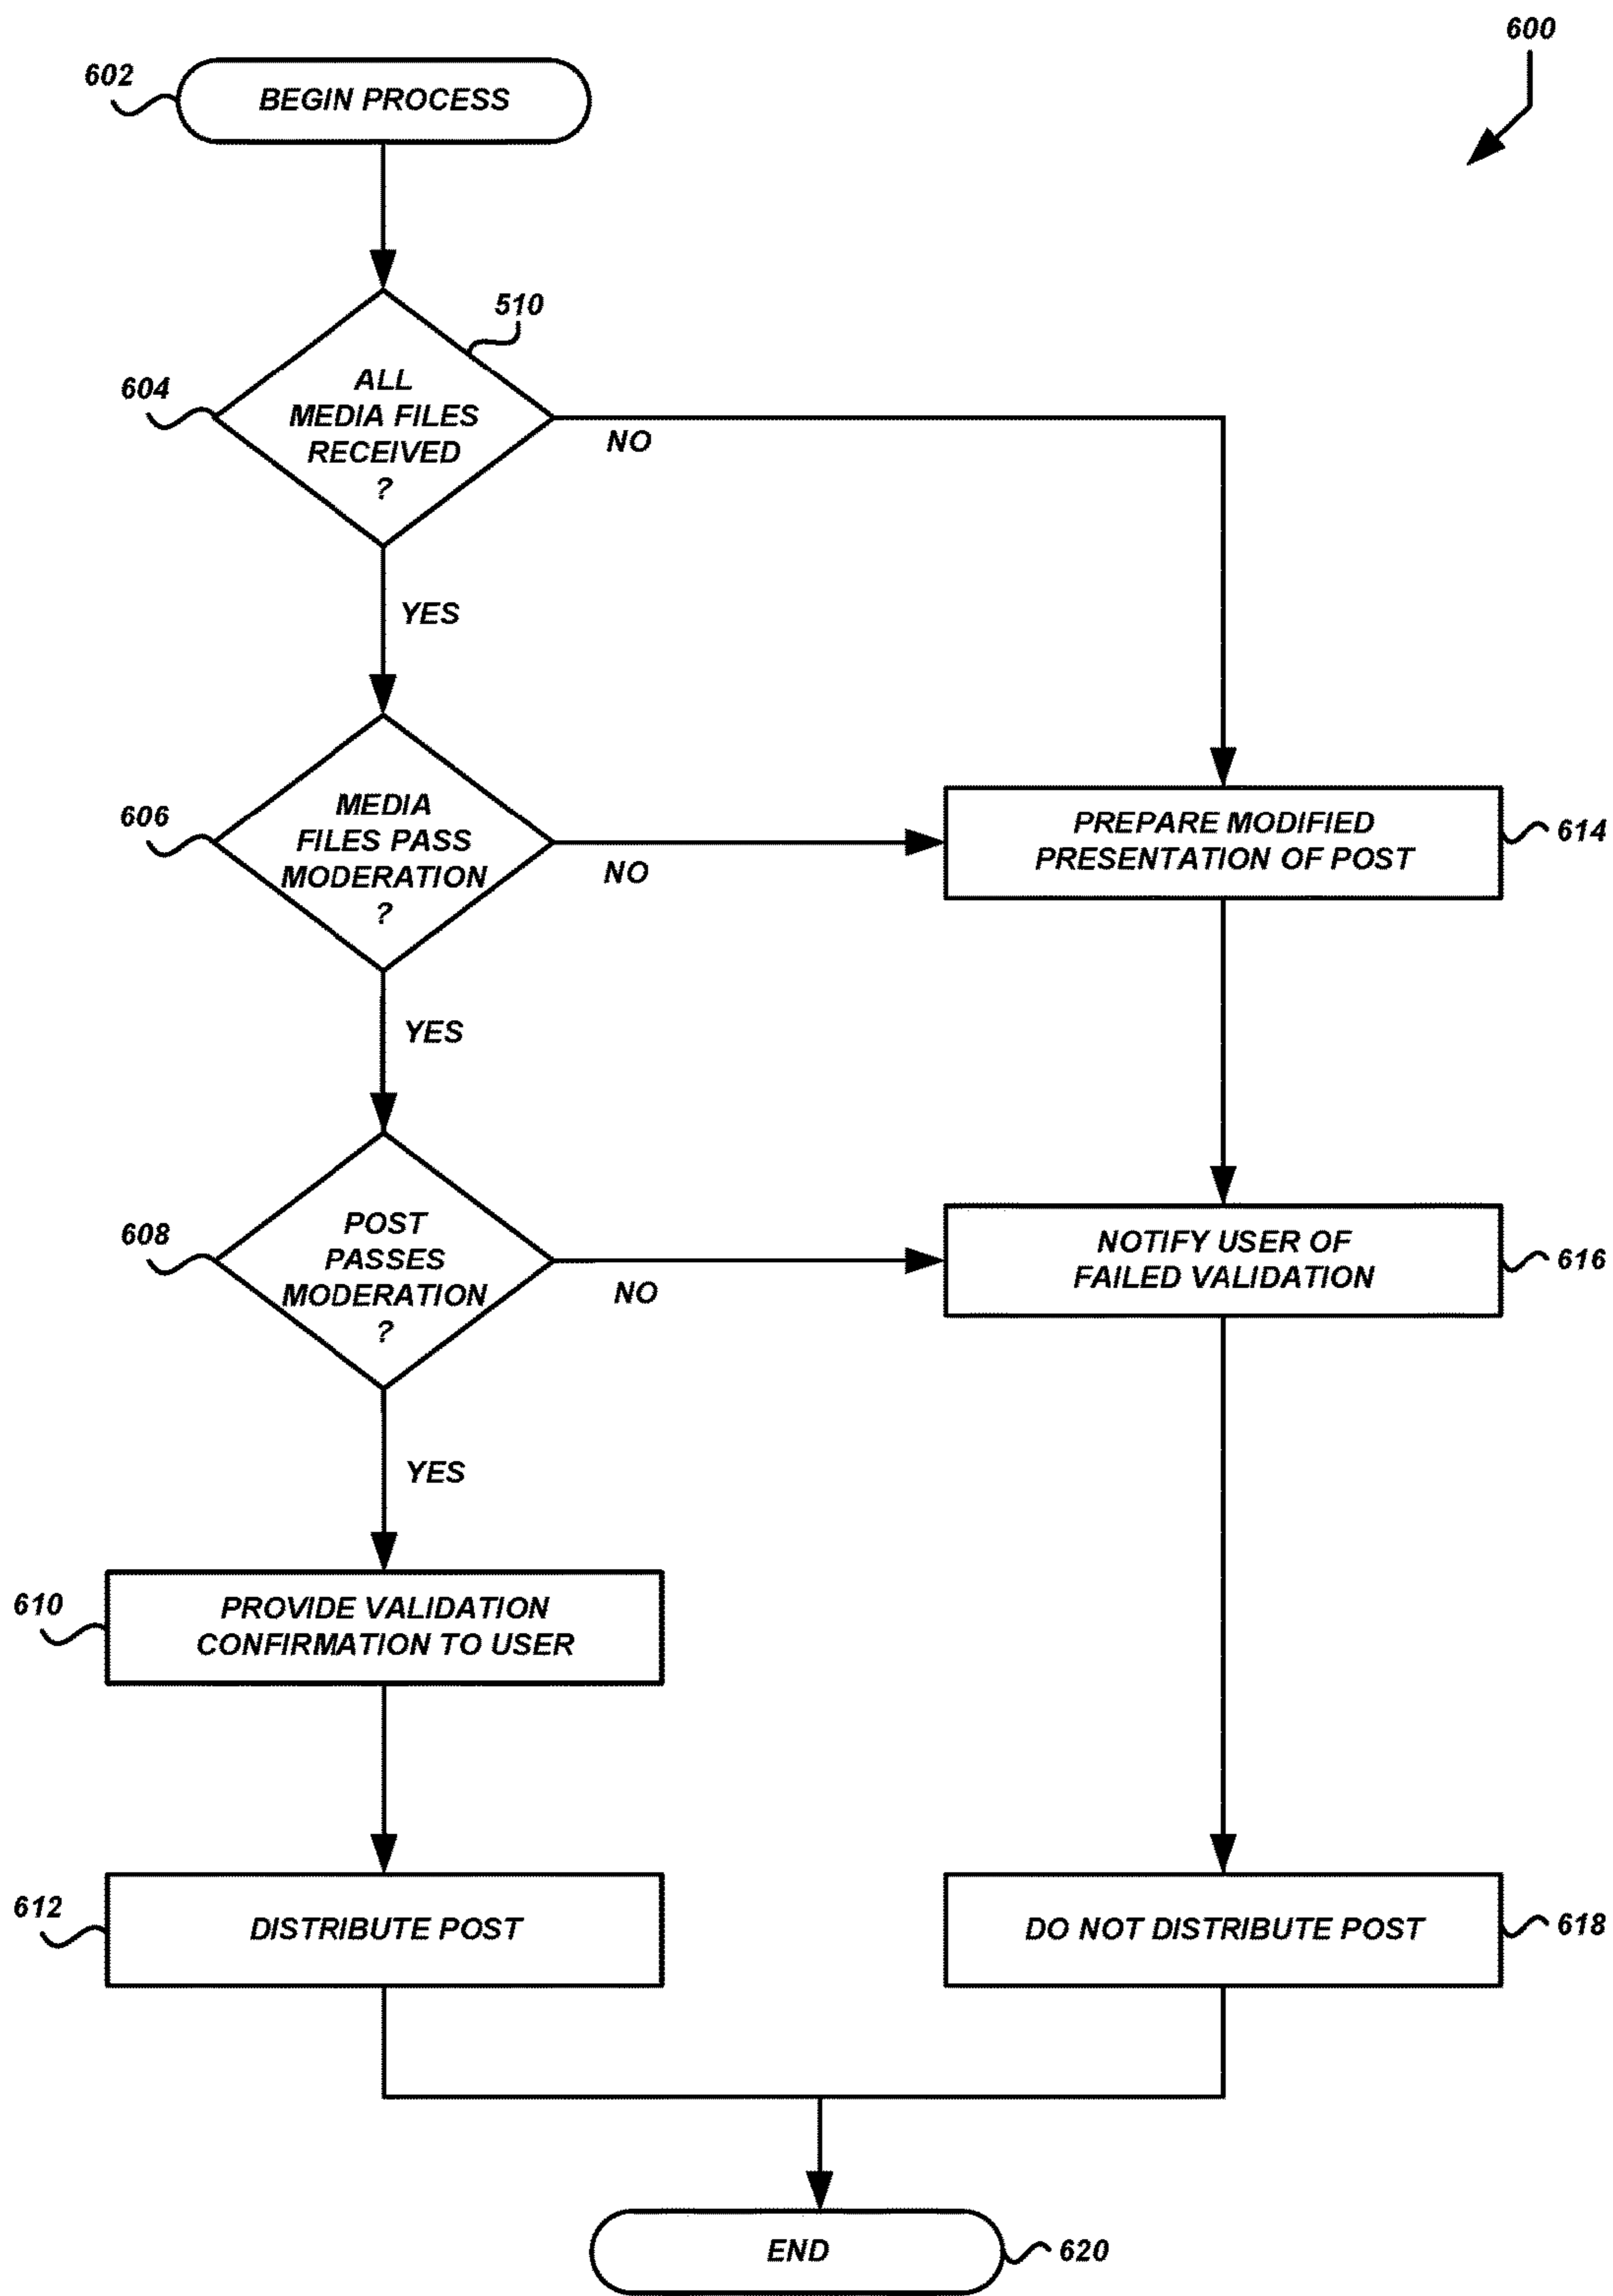 600
602
BEGIN PROCESS
510
604
ALL
MEDIA FILES
RECEIVED
?
NO
YES
606
MEDIA
FILES PASS
MODERATION
?
NO
PREPARE MODIFIED
PRESENTATION OF POST
614
YES
608
POST
PASSES
MODERATION
?
NO
NOTIFY USER OF
FAILED VALIDATION
616
YES
610
PROVIDE VALIDATION
CONFIRMATION TO USER
612
DISTRIBUTE POST
DO NOT DISTRIBUTE POST
618
END
620